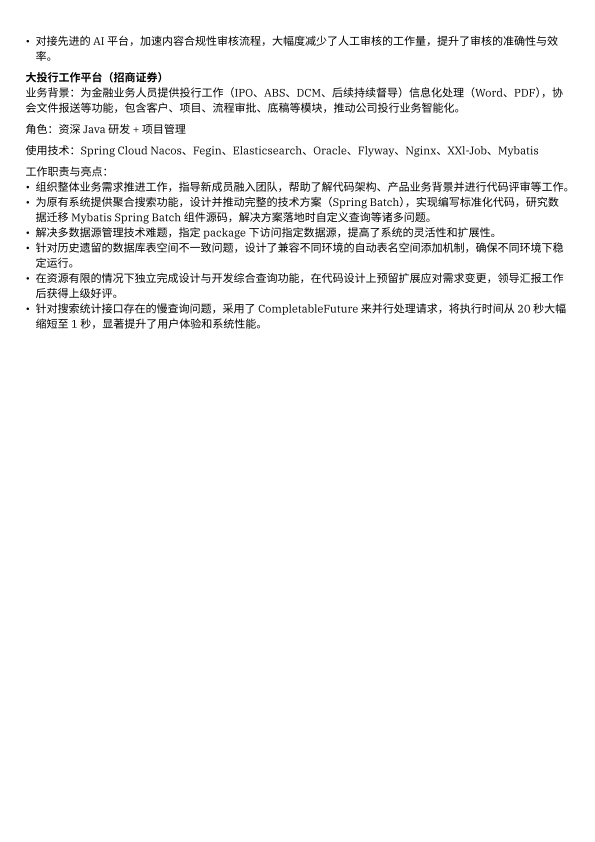 • 对接先进的 AI 平台，加速内容合规性审核流程，大幅度减少了人工审核的工作量，提升了审核的准确性与效
率。
大投行工作平台（招商证券）
业务背景：为金融业务人员提供投行工作（IPO、ABS、DCM、后续持续督导）信息化处理（Word、PDF），协
会文件报送等功能，包含客户、项目、流程审批、底稿等模块，推动公司投行业务智能化。
角色：资深 Java 研发 + 项目管理
使用技术：Spring Cloud Nacos、Fegin、Elasticsearch、Oracle、Flyway、Nginx、XXl-Job、Mybatis
工作职责与亮点：
• 组织整体业务需求推进工作，指导新成员融入团队，帮助了解代码架构、产品业务背景并进行代码评审等工作。
• 为原有系统提供聚合搜索功能，设计并推动完整的技术方案（Spring Batch），实现编写标准化代码，研究数
据迁移 Mybatis Spring Batch 组件源码，解决方案落地时自定义查询等诸多问题。
• 解决多数据源管理技术难题，指定 package 下访问指定数据源，提高了系统的灵活性和扩展性。
• 针对历史遗留的数据库表空间不一致问题，设计了兼容不同环境的自动表名空间添加机制，确保不同环境下稳
定运行。
• 在资源有限的情况下独立完成设计与开发综合查询功能，在代码设计上预留扩展应对需求变更，领导汇报工作
后获得上级好评。
• 针对搜索统计接口存在的慢查询问题，采用了 CompletableFuture 来并行处理请求，将执行时间从 20 秒大幅
缩短至 1 秒，显著提升了用户体验和系统性能。